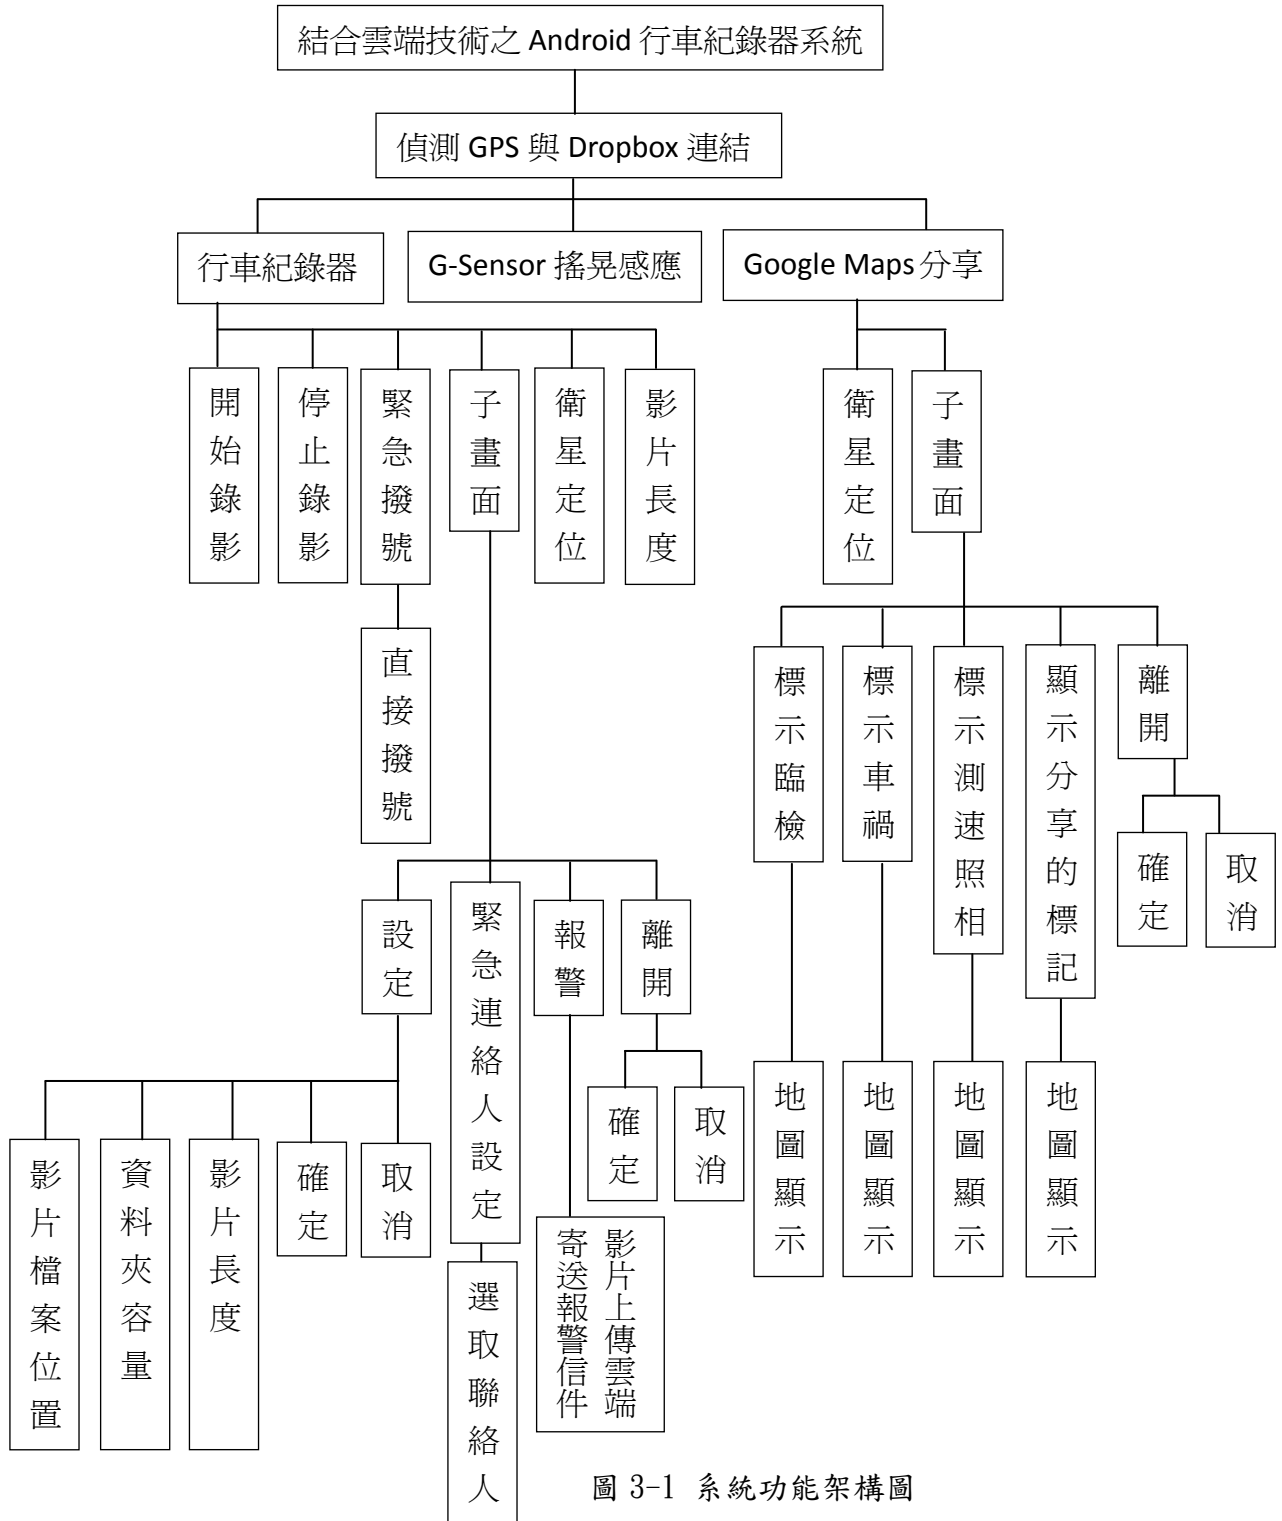 結合雲端技術之 Android 行車紀錄器系統
偵測 GPS 與 Dropbox 連結
行車紀錄器
G-Sensor 搖晃感應
Google Maps 分享
開始錄影
停止錄影
緊急撥號
子畫面
衛星定位
影片長度
衛星定位
子畫面
直接撥號
標示臨檢
標示車禍
標示測速照相
顯示分享的標記
離開
確定
取消
設定
緊急連絡人設定
報警
離開
確定
取消
地圖顯示
地圖顯示
地圖顯示
地圖顯示
影片檔案位置
資料夾容量
影片長度
確定
取消
選取聯絡人
影片上傳雲端
寄送報警信件
圖 3-1 系統功能架構圖